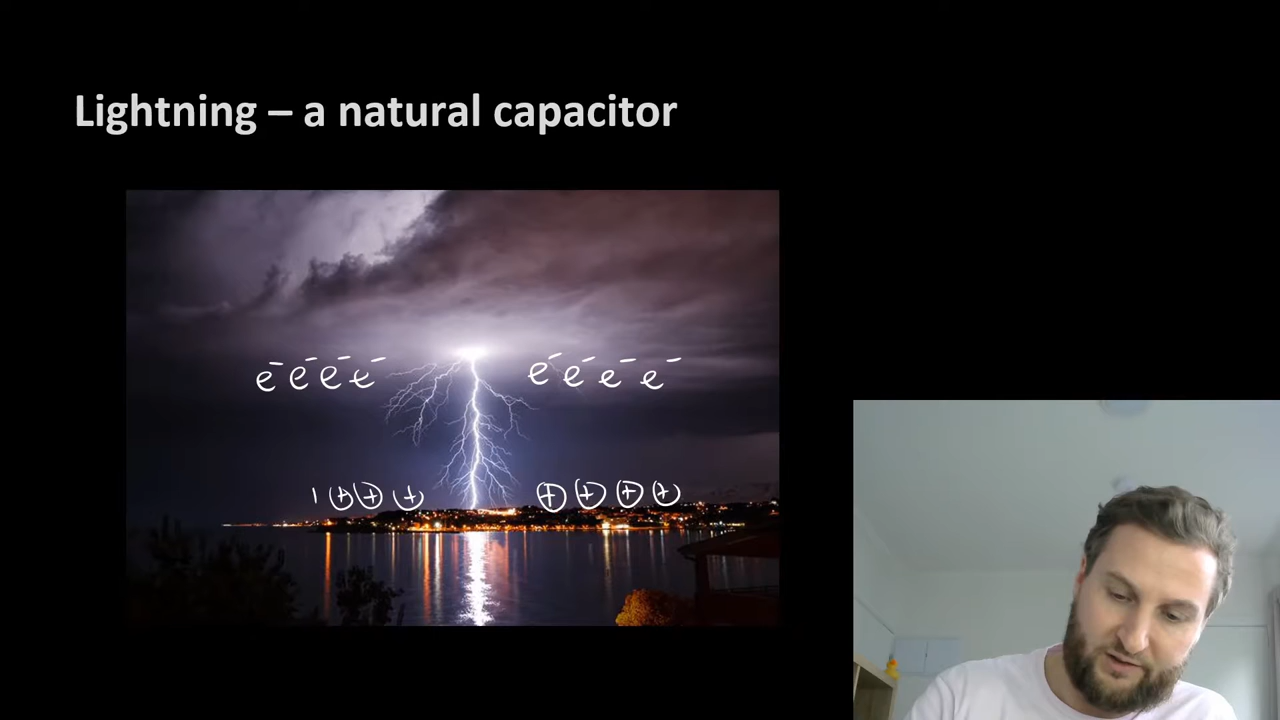 Lightning – a natural capacitor
e⁻ e⁻ e⁻ e⁻ e⁻ e⁻ e⁻ e⁻
+ + + + + + +